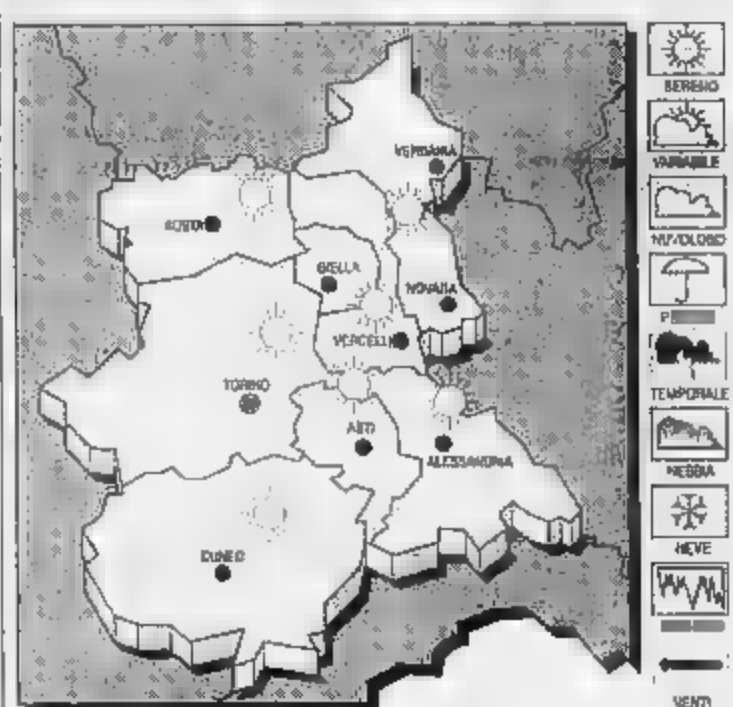 SERENO
VERBANIA
VARIABILE
AOSTA
NUVOLOSO
BIELLA
NOVARA
VERCELLI
TEMPORALE
TORINO
ASTI
ALESSANDRIA
NEBBIA
NEVE
CUNEO
VENTI